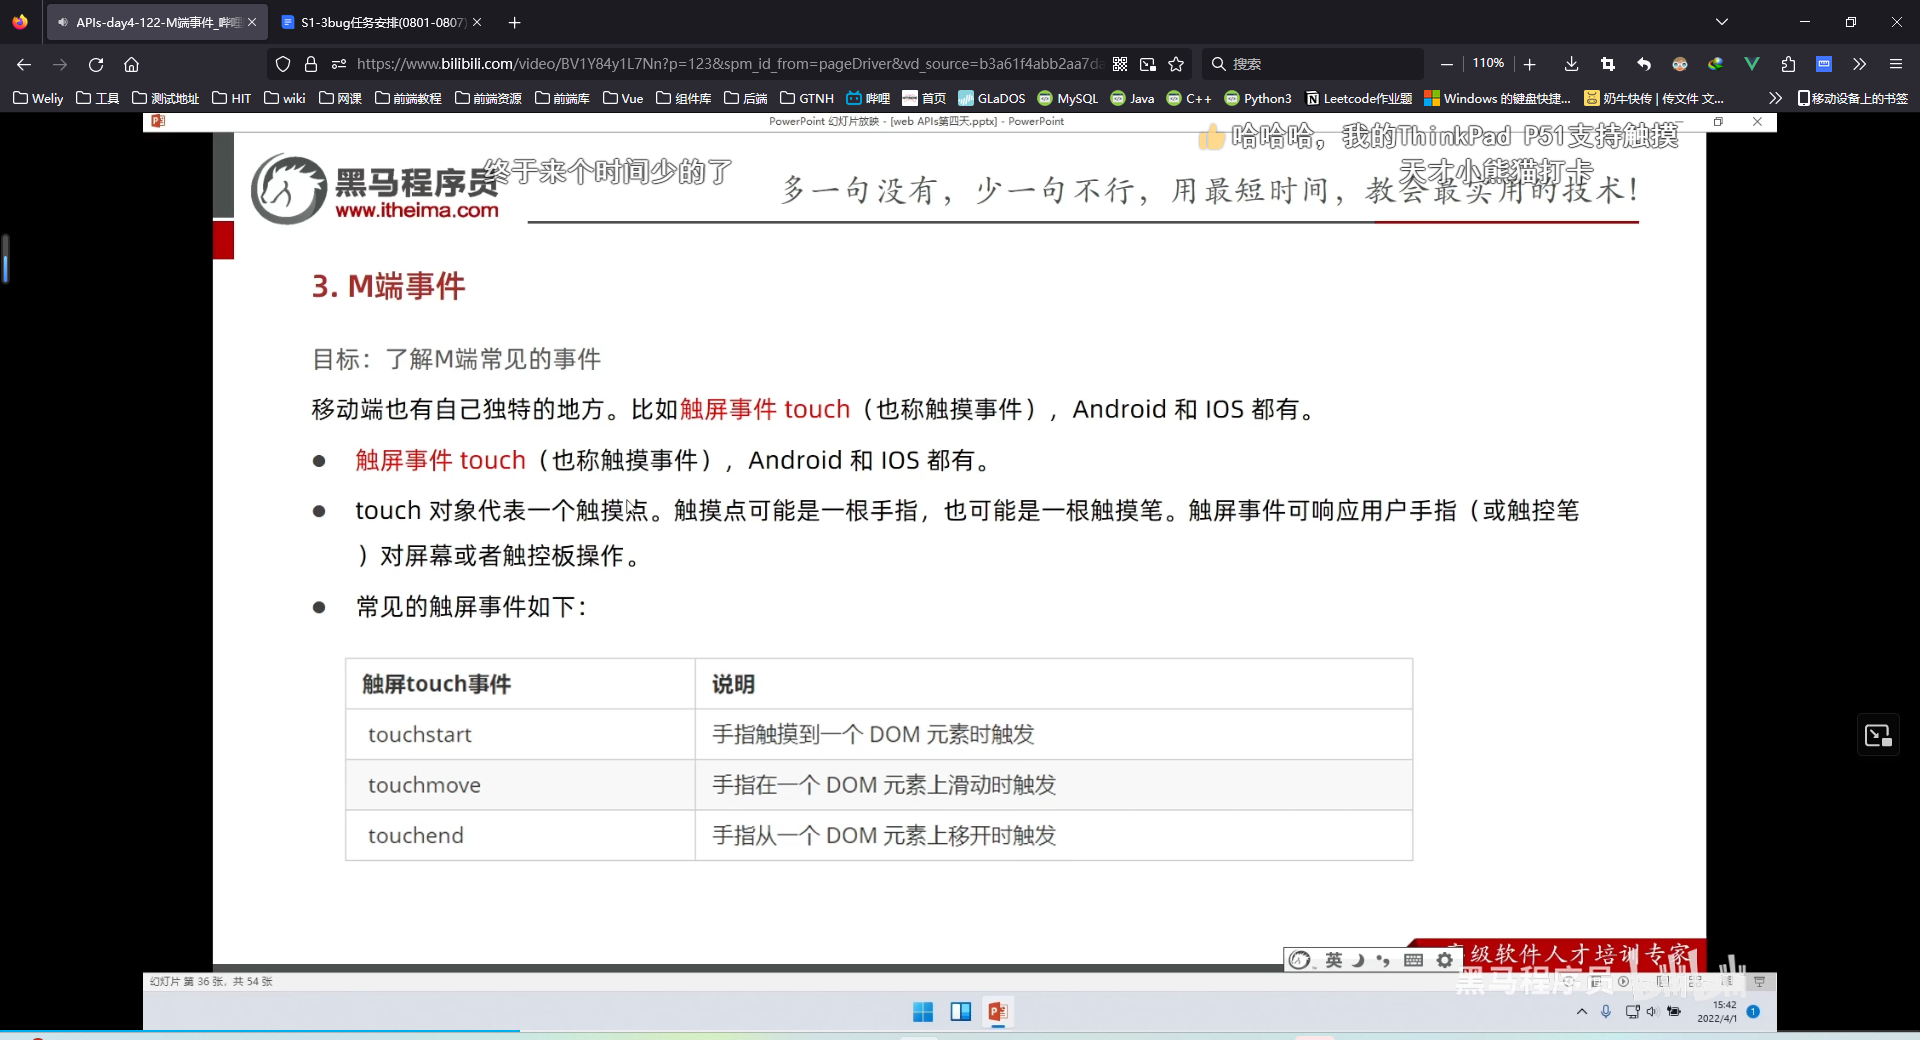 APIs-day4-122-M端事件_哔哩
S1-3bug任务安排(0801-0807)
https://www.bilibili.com/video/BV1Y84y1L7Nn?p=123&spm_id_from=pageDriver&vd_source=b3a61f4abb2aa7d
搜索
110%
Weliy 工具 测试地址 HIT wiki 网课 前端教程 前端资源 前端库 Vue 组件库 后端 GTNH 哔哩 首页 GLaDOS MySQL Java C++ Python3 Leetcode作业题 Windows 的键盘快捷... 奶牛快传 | 传文件 文... 移动设备上的书签
PowerPoint 幻灯片放映 - [web APIs第四天.pptx] - PowerPoint
哈哈哈，我的ThinkPad P51支持触摸
终于来个时间少的了
天才小熊猫打卡
黑马程序员
www.itheima.com
多一句没有，少一句不行，用最短时间，教会最实用的技术！
3. M端事件
目标：了解M端常见的事件
移动端也有自己独特的地方。比如触屏事件 touch（也称触摸事件），Android 和 IOS 都有。
● 触屏事件 touch（也称触摸事件），Android 和 IOS 都有。
● touch 对象代表一个触摸点。触摸点可能是一根手指，也可能是一根触摸笔。触屏事件可响应用户手指（或触控笔
）对屏幕或者触控板操作。
● 常见的触屏事件如下：
触屏touch事件 说明
touchstart 手指触摸到一个 DOM 元素时触发
touchmove 手指在一个 DOM 元素上滑动时触发
touchend 手指从一个 DOM 元素上移开时触发
英
级软件人才培训专家
黑马程序员 bilibili
幻灯片 第 36 张，共 54 张
15:42
2022/4/1
1